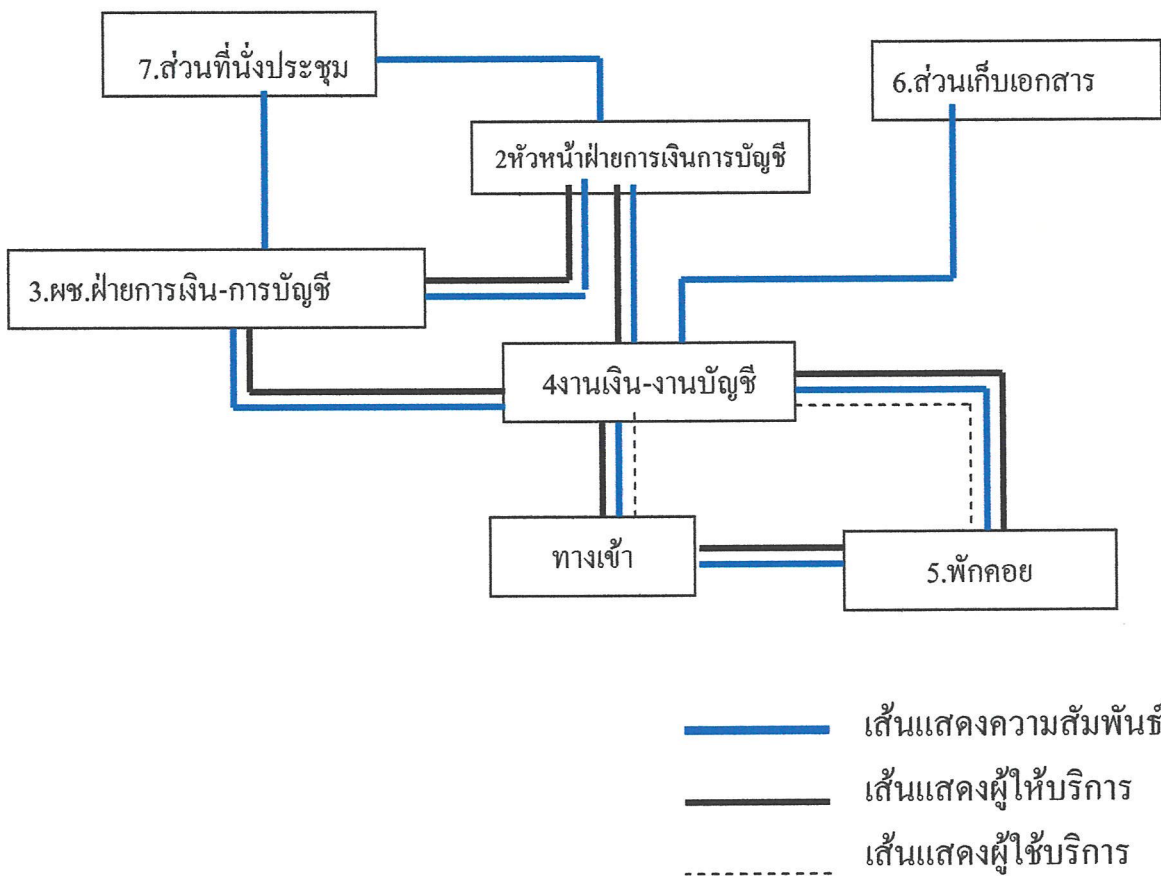 7.ส่วนที่นั่งประชุม
6.ส่วนเก็บเอกสาร
2หัวหน้าฝ่ายการเงินการบัญชี
3.ผช.ฝ่ายการเงิน-การบัญชี
4งานเงิน-งานบัญชี
ทางเข้า
5.พักคอย
เส้นแสดงความสัมพันธ์
เส้นแสดงผู้ให้บริการ
เส้นแสดงผู้ใช้บริการ